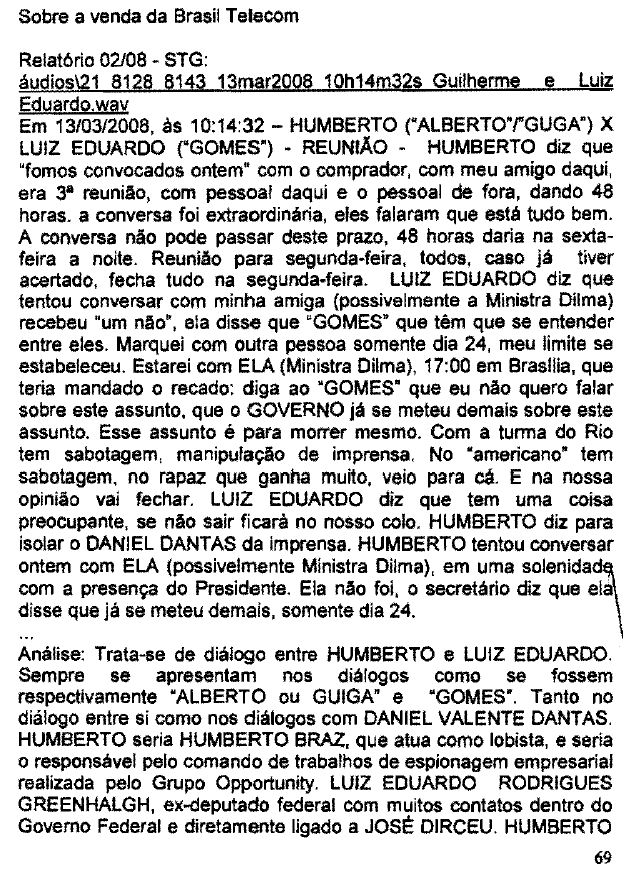 Sobre a venda da Brasil Telecom
Relatório 02/08 - STG:
áudios\21_8128_8143_13mar2008_10h14m32s_Guilherme e Luiz
Eduardo.wav
Em 13/03/2008, às 10:14:32 – HUMBERTO ("ALBERTO"/"GUGA") X
LUIZ EDUARDO ("GOMES") - REUNIÃO - HUMBERTO diz que
"fomos convocados ontem" com o comprador, com meu amigo daqui,
era 3ª reunião, com pessoal daqui e o pessoal de fora, dando 48
horas. a conversa foi extraordinária, eles falaram que está tudo bem.
A conversa não pode passar deste prazo, 48 horas daria na sexta-
feira a noite. Reunião para segunda-feira, todos, caso já tiver
acertado, fecha tudo na segunda-feira. LUIZ EDUARDO diz que
tentou conversar com minha amiga (possivelmente a Ministra Dilma)
recebeu "um não", ela disse que "GOMES" que têm que se entender
entre eles. Marquei com outra pessoa somente dia 24, meu limite se
estabeleceu. Estarei com ELA (Ministra Dilma), 17:00 em Brasília, que
teria mandado o recado: diga ao "GOMES" que eu não quero falar
sobre este assunto, que o GOVERNO já se meteu demais sobre este
assunto. Esse assunto é para morrer mesmo. Com a turma do Rio
tem sabotagem, manipulação de imprensa. No "americano" tem
sabotagem, no rapaz que ganha muito, veio para cá. E na nossa
opinião vai fechar. LUIZ EDUARDO diz que tem uma coisa
preocupante, se não sair ficará no nosso colo. HUMBERTO diz para
isolar o DANIEL DANTAS da imprensa. HUMBERTO tentou conversar
ontem com ELA (possivelmente Ministra Dilma), em uma solenidade
com a presença do Presidente. Ela não foi, o secretário diz que ela
disse que já se meteu demais, somente dia 24.
...
Análise: Trata-se de diálogo entre HUMBERTO e LUIZ EDUARDO.
Sempre se apresentam nos diálogos como se fossem
respectivamente "ALBERTO ou GUIGA" e "GOMES". Tanto no
diálogo entre si como nos diálogos com DANIEL VALENTE DANTAS.
HUMBERTO seria HUMBERTO BRAZ, que atua como lobista, e seria
o responsável pelo comando de trabalhos de espionagem empresarial
realizada pelo Grupo Opportunity. LUIZ EDUARDO RODRIGUES
GREENHALGH, ex-deputado federal com muitos contatos dentro do
Governo Federal e diretamente ligado a JOSÉ DIRCEU. HUMBERTO
69